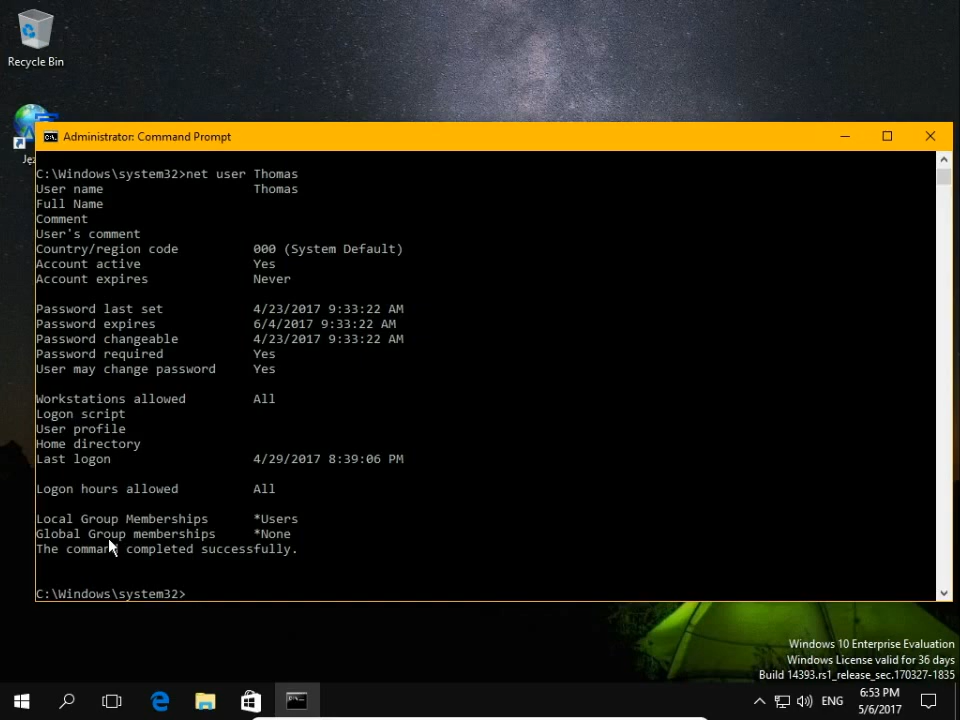 Recycle Bin
Administrator: Command Prompt
C:\Windows\system32>net user Thomas
User name Thomas
Full Name
Comment
User's comment
Country/region code 000 (System Default)
Account active Yes
Account expires Never
Password last set 4/23/2017 9:33:22 AM
Password expires 6/4/2017 9:33:22 AM
Password changeable 4/23/2017 9:33:22 AM
Password required Yes
User may change password Yes
Workstations allowed All
Logon script
User profile
Home directory
Last logon 4/29/2017 8:39:06 PM
Logon hours allowed All
Local Group Memberships *Users
Global Group memberships *None
The command completed successfully.
C:\Windows\system32>
Windows 10 Enterprise Evaluation
Windows License valid for 36 days
Build 14393.rs1_release_sec.170327-1835
ENG
6:53 PM
5/6/2017